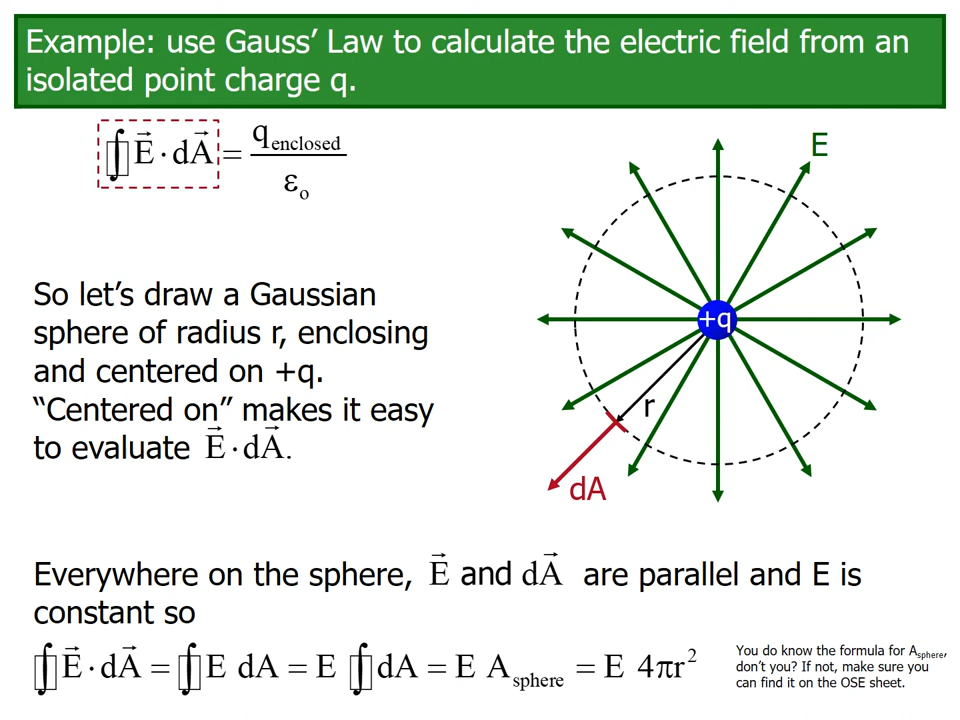 Example: use Gauss’ Law to calculate the electric field from an
isolated point charge q.
∯ E⃗ · dA⃗ = q_enclosed / ε_o
E
+q
r
dA
So let’s draw a Gaussian
sphere of radius r, enclosing
and centered on +q.
“Centered on” makes it easy
to evaluate E⃗ · dA⃗.
Everywhere on the sphere, E⃗ and dA⃗ are parallel and E is
constant so
∯ E⃗ · dA⃗ = ∯ E dA = E ∯ dA = E A_sphere = E 4πr²
You do know the formula for A_sphere,
don’t you? If not, make sure you
can find it on the OSE sheet.